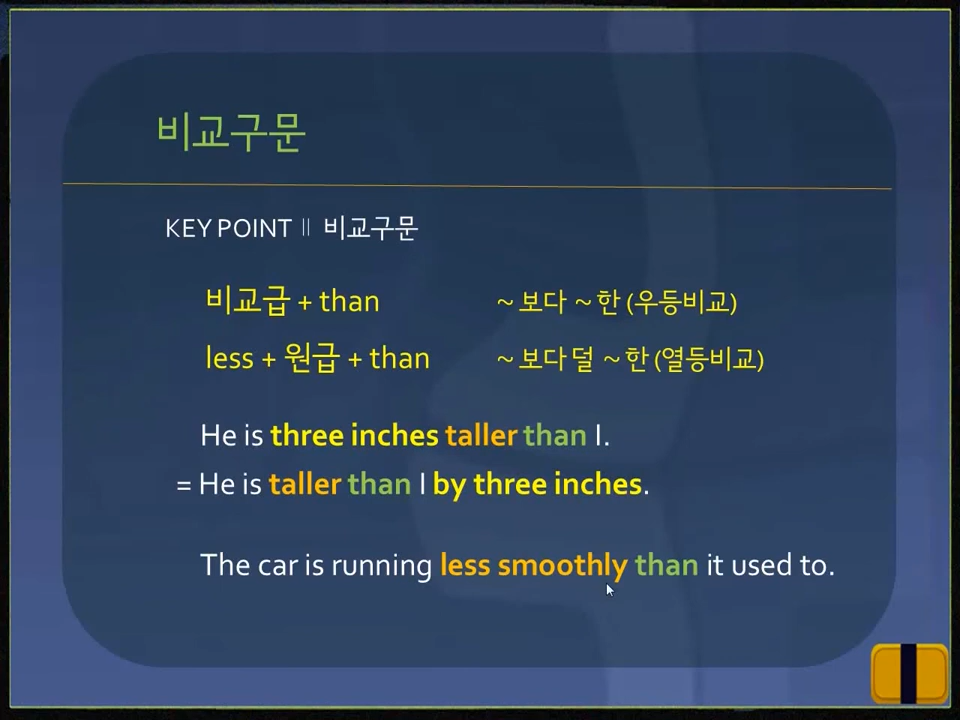 비교구문
KEY POINT Ⅱ 비교구문
비교급 + than ~ 보다 ~ 한 (우등비교)
less + 원급 + than ~ 보다 덜 ~ 한 (열등비교)
He is three inches taller than I.
= He is taller than I by three inches.
The car is running less smoothly than it used to.